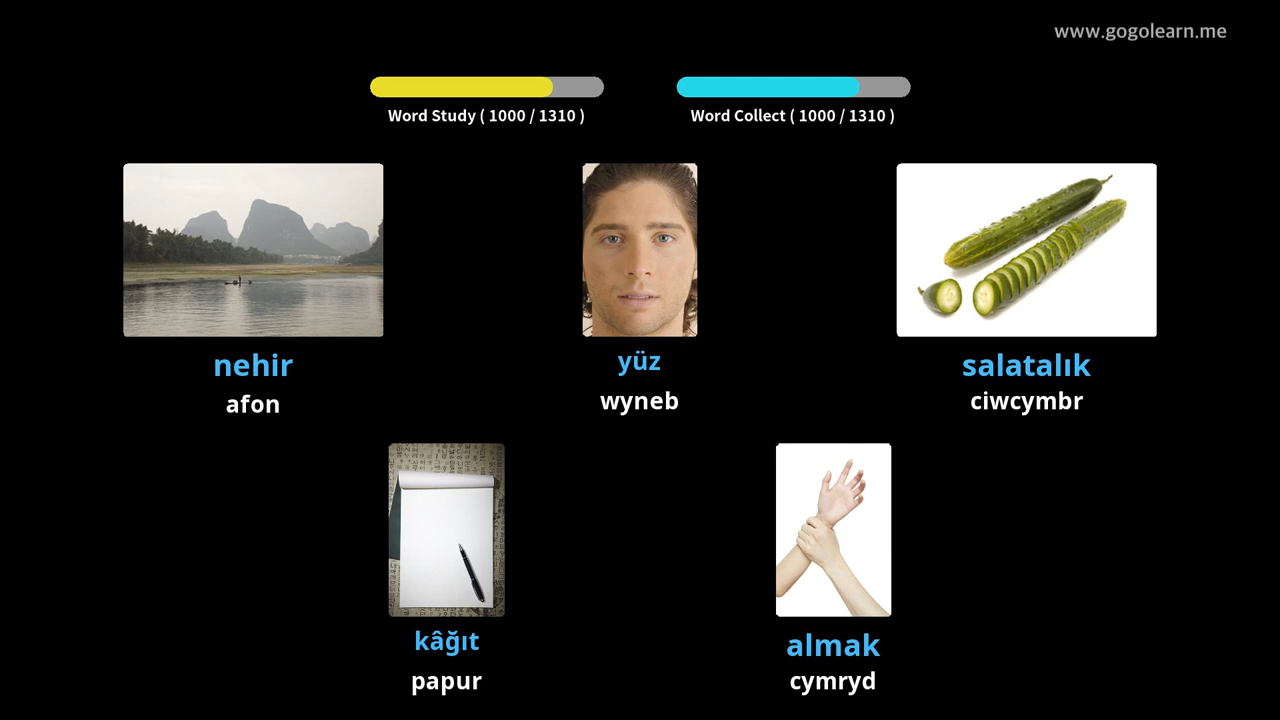 www.gogolearn.me
Word Study ( 1000 / 1310 )
Word Collect ( 1000 / 1310 )
nehir
afon
yüz
wyneb
salatalık
ciwcymbr
kâğıt
papur
almak
cymryd